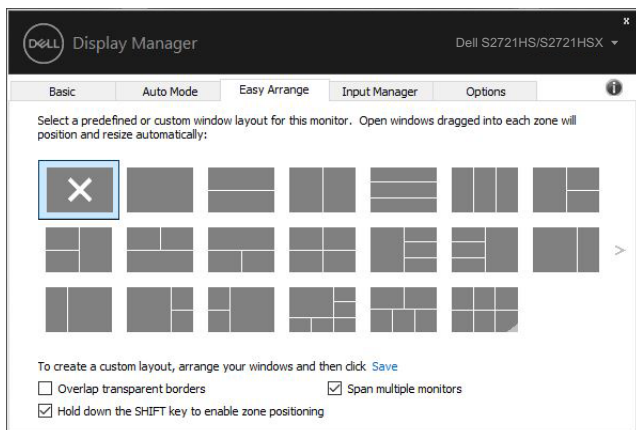 x
DELL Display Manager Dell S2721HS/S2721HSX
Basic Auto Mode Easy Arrange Input Manager Options
Select a predefined or custom window layout for this monitor. Open windows dragged into each zone will
position and resize automatically:
To create a custom layout, arrange your windows and then click Save
Overlap transparent borders Span multiple monitors
Hold down the SHIFT key to enable zone positioning